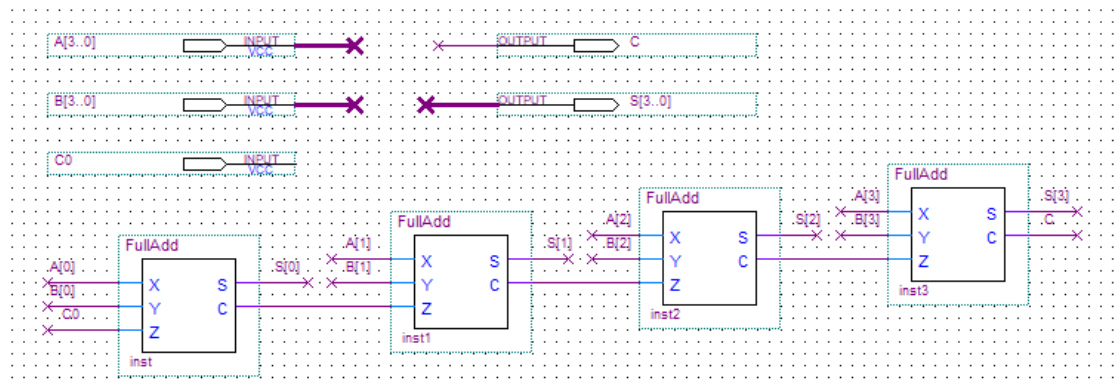 A[3..0] INPUT VCC OUTPUT C
B[3..0] INPUT VCC OUTPUT S[3..0]
C0 INPUT VCC
FullAdd
A[3] X S S[3]
B[3] Y C C
Z
inst3
FullAdd
A[2] X S S[2]
B[2] Y C
Z
inst2
FullAdd
A[1] X S S[1]
B[1] Y C
Z
inst1
FullAdd
A[0] X S S[0]
B[0] Y C
C0 Z
inst